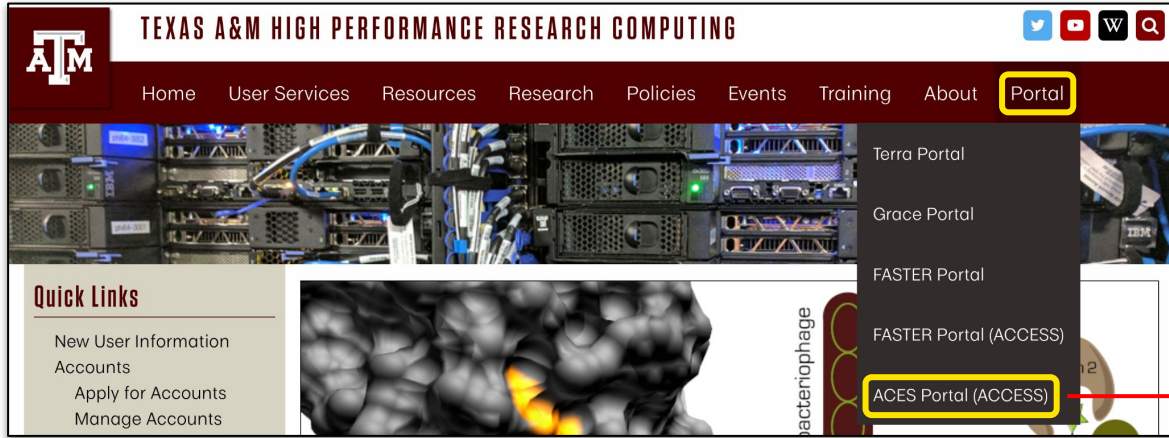 TEXAS A&M HIGH PERFORMANCE RESEARCH COMPUTING
W
ĀTM
Home User Services Resources Research Policies Events Training About Portal
Terra Portal
Grace Portal
FASTER Portal
FASTER Portal (ACCESS)
ACES Portal (ACCESS)
IBM
Quick Links
New User Information
Accounts
Apply for Accounts
Manage Accounts
bacteriophage